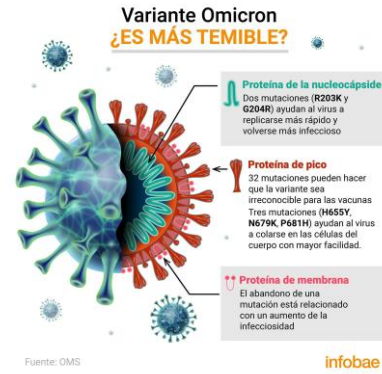 Variante Omicron
¿ES MÁS TEMIBLE?
Proteína de la nucleocápside
Dos mutaciones (R203K y
G204R) ayudan al virus a
replicarse más rápido y
volverse más infeccioso
Proteína de pico
32 mutaciones pueden hacer
que la variante sea
irreconocible para las vacunas
Tres mutaciones (H655Y,
N679K, P681H) ayudan al virus
a colarse en las células del
cuerpo con mayor facilidad.
Proteína de membrana
El abandono de una
mutación está relacionado
con un aumento de la
infecciosidad
Fuente: OMS
infobae